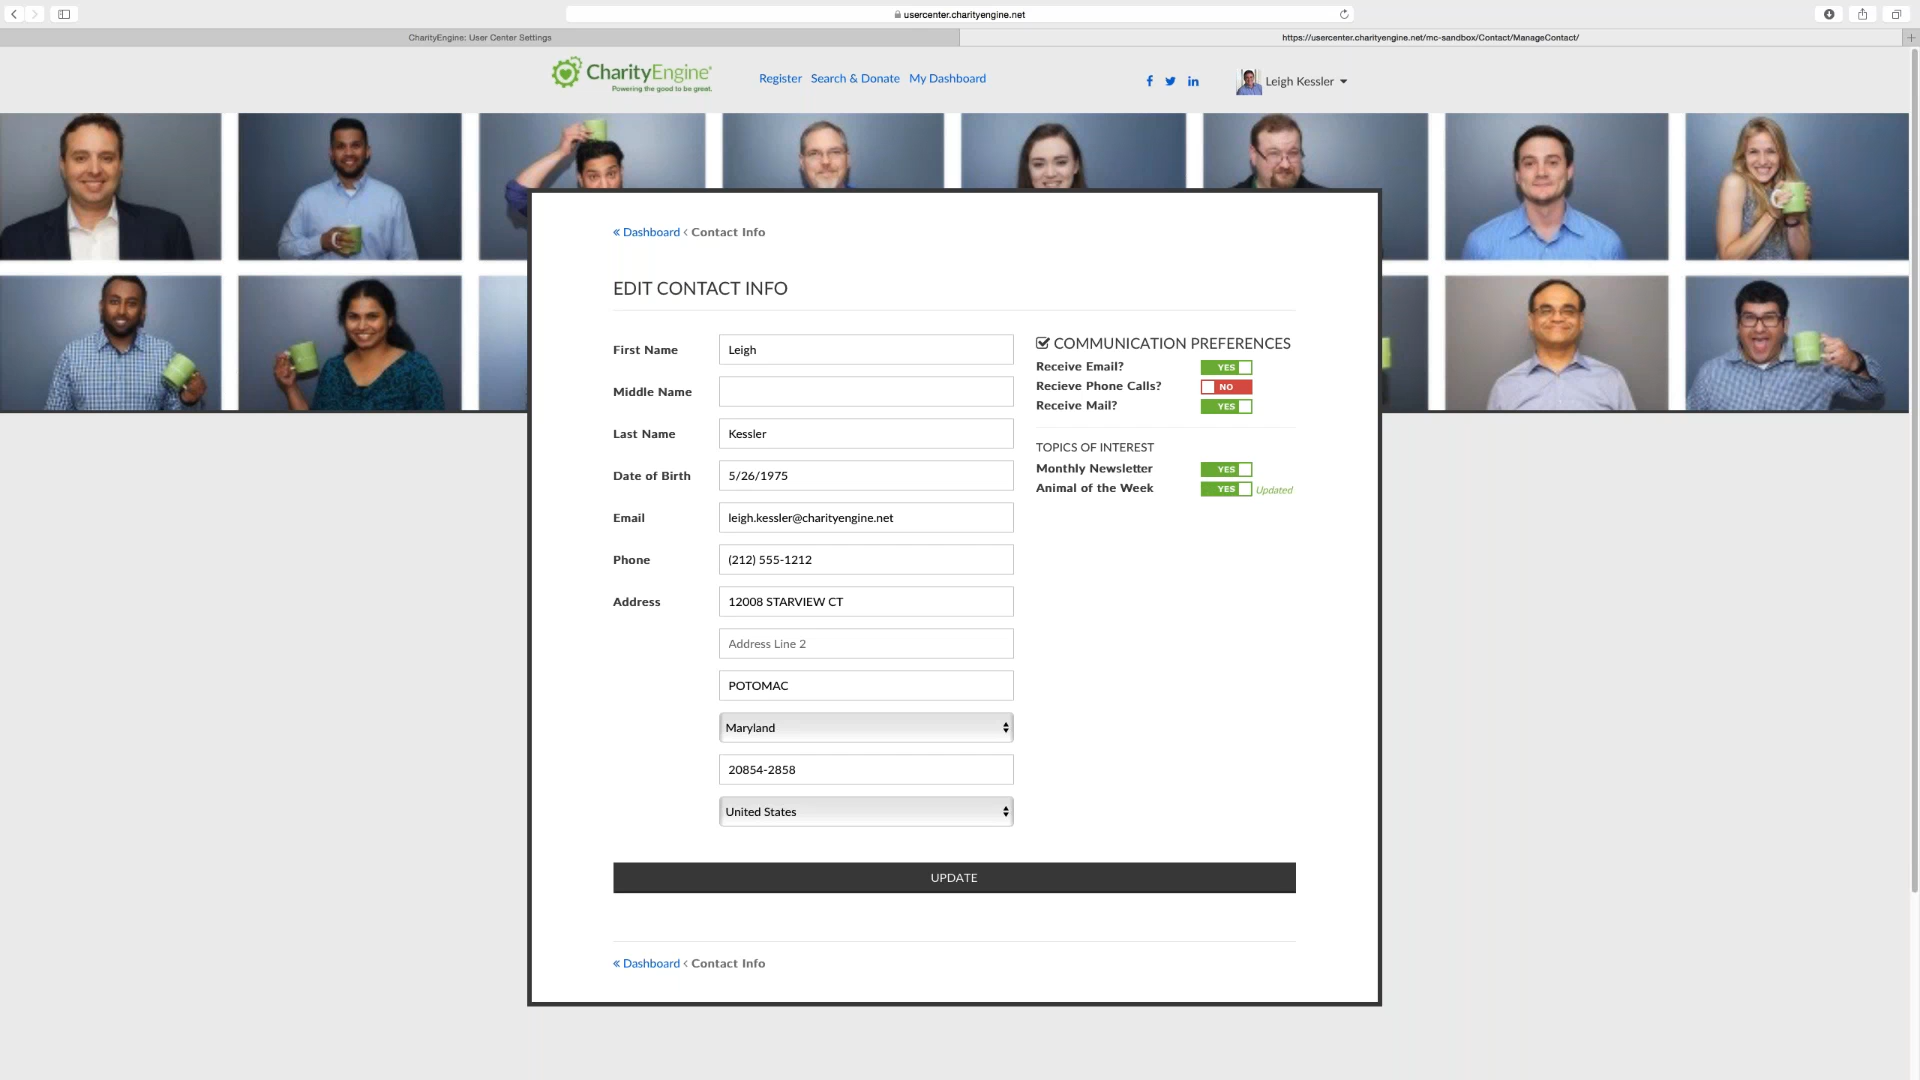 usercenter.charityengine.net
CharityEngine: User Center Settings
https://usercenter.charityengine.net/mc-sandbox/Contact/ManageContact/
CharityEngine
Powering the good to be great.
Register Search & Donate My Dashboard
Leigh Kessler
« Dashboard ‹ Contact Info
EDIT CONTACT INFO
First Name Leigh
Middle Name
Last Name Kessler
Date of Birth 5/26/1975
Email leigh.kessler@charityengine.net
Phone (212) 555-1212
Address 12008 STARVIEW CT
Address Line 2
POTOMAC
Maryland
20854-2858
United States
COMMUNICATION PREFERENCES
Receive Email? YES
Recieve Phone Calls? NO
Receive Mail? YES
TOPICS OF INTEREST
Monthly Newsletter YES
Animal of the Week YES Updated
UPDATE
« Dashboard ‹ Contact Info